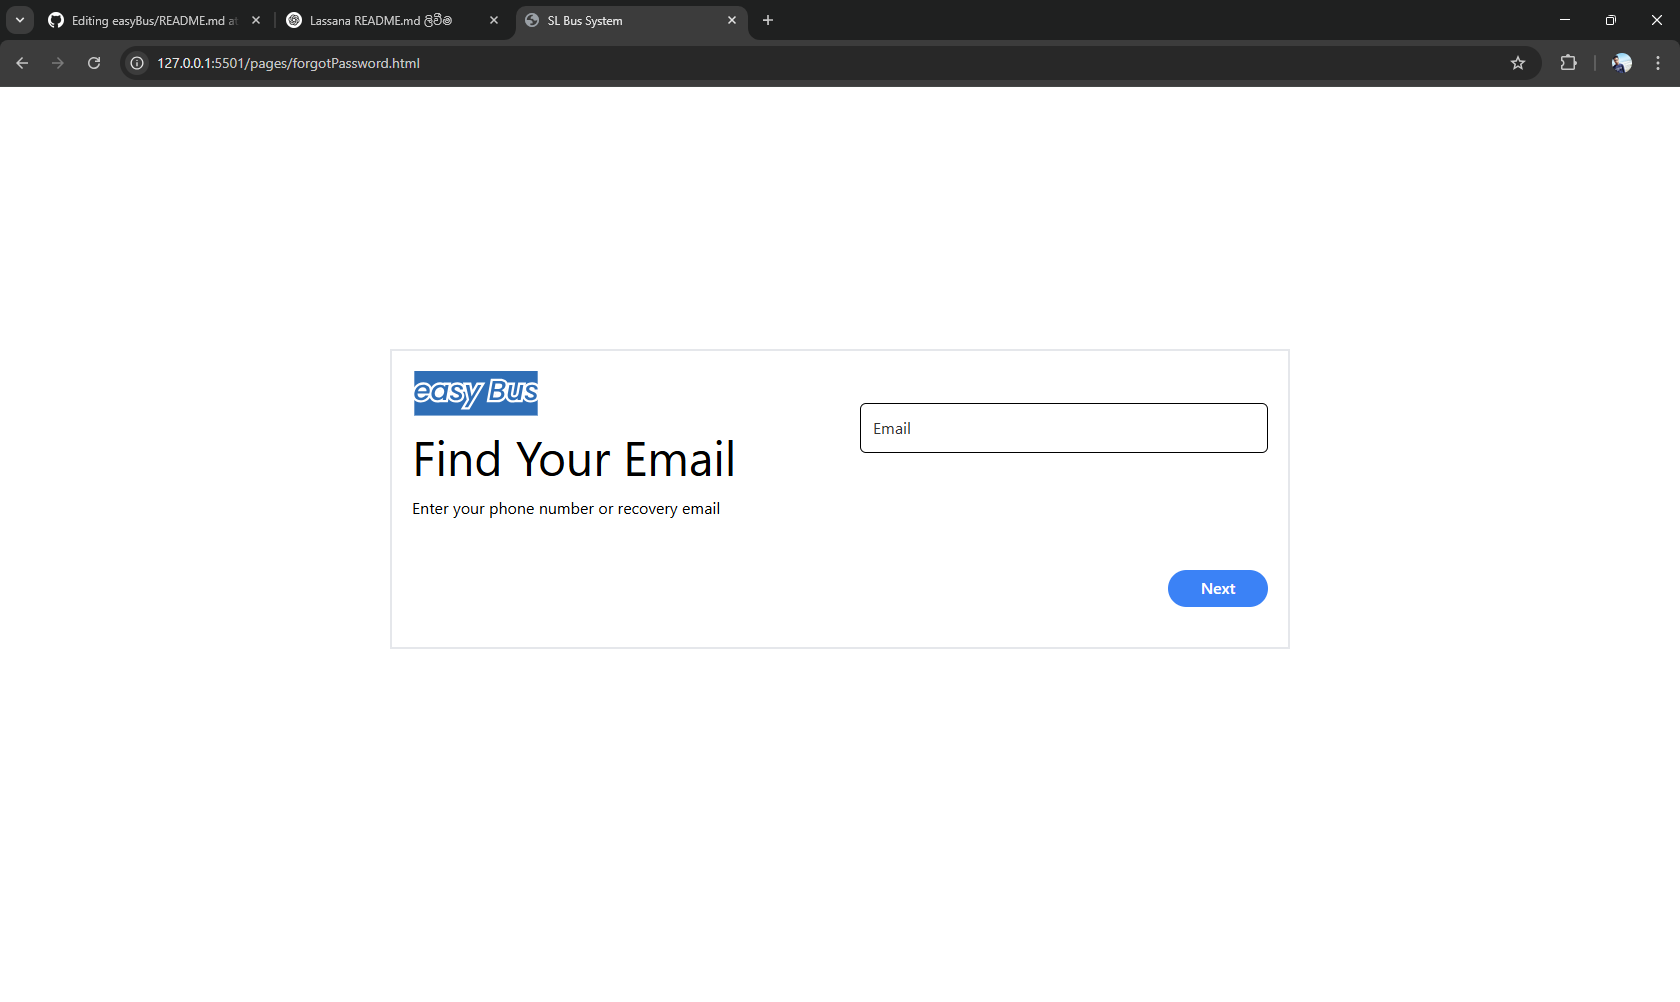 Editing easyBus/README.md at
Lassana README.md ලිවීම
SL Bus System
127.0.0.1:5501/pages/forgotPassword.html
easy Bus
Find Your Email
Enter your phone number or recovery email
Email
Next